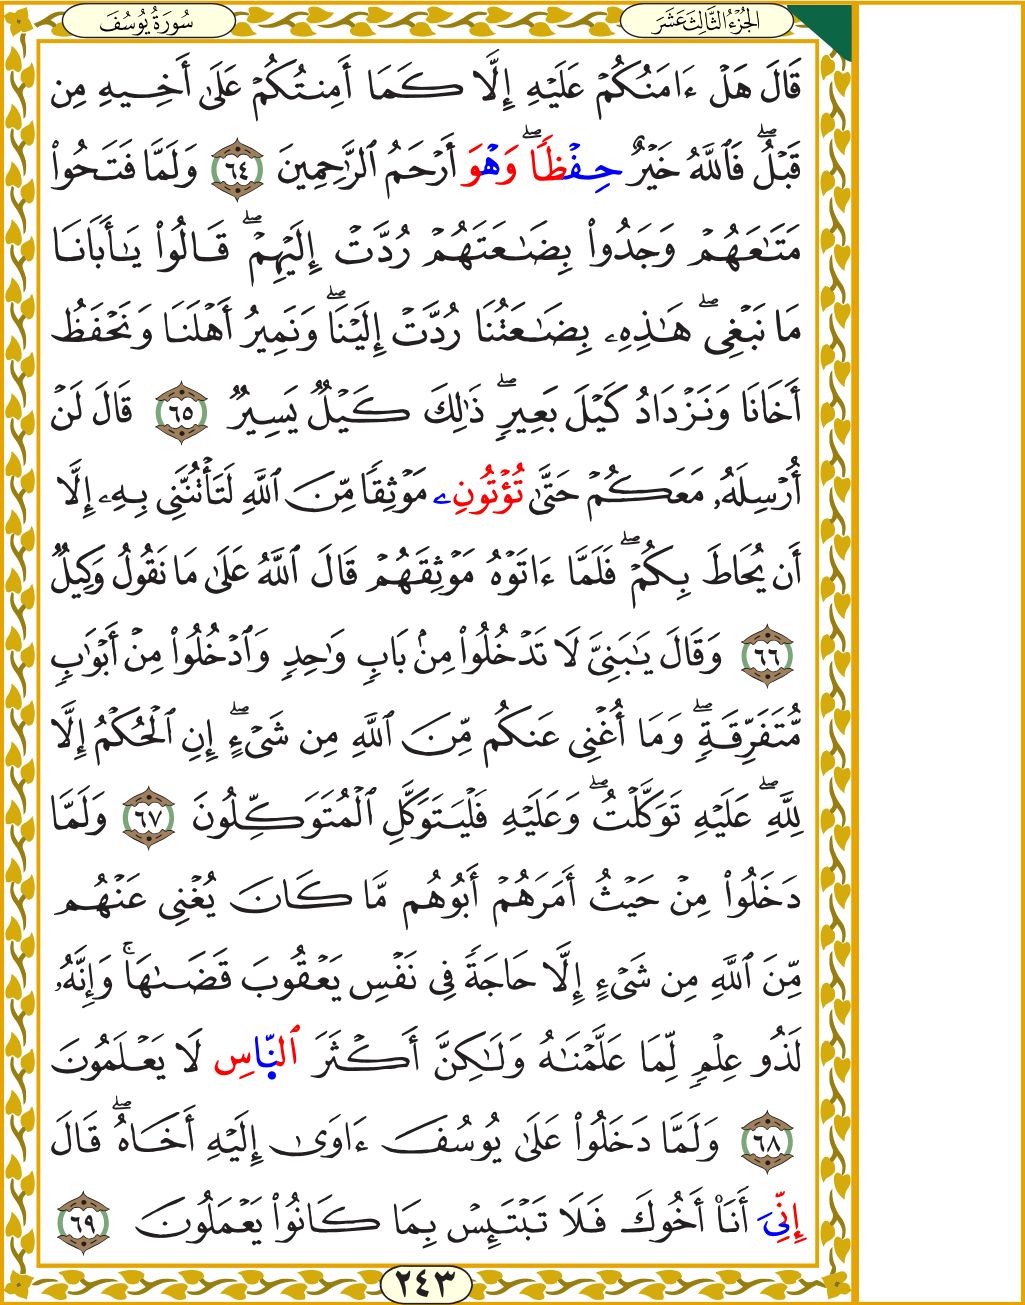 الجُزْءُ الثَّالِثَ عَشَرَ
سُورَةُ يُوسُفَ
قَالَ هَلْ ءَامَنُكُمْ عَلَيْهِ إِلَّا كَمَا أَمِنتُكُمْ عَلَىٰ أَخِيهِ مِن
قَبْلُۖ فَٱللَّهُ خَيْرٌ حِفْظًاۖ وَهْوَ أَرْحَمُ ٱلرَّٰحِمِينَ ٦٤ وَلَمَّا فَتَحُوا۟
مَتَٰعَهُمْ وَجَدُوا۟ بِضَٰعَتَهُمْ رُدَّتْ إِلَيْهِمْۖ قَالُوا۟ يَٰأَبَانَا
مَا نَبْغِيۖ هَٰذِهِۦ بِضَٰعَتُنَا رُدَّتْ إِلَيْنَاۖ وَنَمِيرُ أَهْلَنَا وَنَحْفَظُ
أَخَانَا وَنَزْدَادُ كَيْلَ بَعِيرٍۖ ذَٰلِكَ كَيْلٌ يَسِيرٌ ٦٥ قَالَ لَنْ
أُرْسِلَهُۥ مَعَكُمْ حَتَّىٰ تُؤْتُونِۦ مَوْثِقًا مِّنَ ٱللَّهِ لَتَأْتُنَّنِي بِهِۦ إِلَّا
أَن يُحَاطَ بِكُمْۖ فَلَمَّا ءَاتَوْهُ مَوْثِقَهُمْ قَالَ ٱللَّهُ عَلَىٰ مَا نَقُولُ وَكِيلٌ
٦٦ وَقَالَ يَٰبَنِيَّ لَا تَدْخُلُوا۟ مِنۢ بَابٍ وَٰحِدٍ وَٱدْخُلُوا۟ مِنْ أَبْوَٰبٍ
مُّتَفَرِّقَةٍۖ وَمَا أُغْنِي عَنكُم مِّنَ ٱللَّهِ مِن شَيْءٍۖ إِنِ ٱلْحُكْمُ إِلَّا
لِلَّهِۖ عَلَيْهِ تَوَكَّلْتُۖ وَعَلَيْهِ فَلْيَتَوَكَّلِ ٱلْمُتَوَكِّلُونَ ٦٧ وَلَمَّا
دَخَلُوا۟ مِنْ حَيْثُ أَمَرَهُمْ أَبُوهُم مَّا كَانَ يُغْنِي عَنْهُم
مِّنَ ٱللَّهِ مِن شَيْءٍ إِلَّا حَاجَةً فِي نَفْسِ يَعْقُوبَ قَضَىٰهَاۚ وَإِنَّهُۥ
لَذُو عِلْمٍ لِّمَا عَلَّمْنَٰهُ وَلَٰكِنَّ أَكْثَرَ ٱلنَّاسِ لَا يَعْلَمُونَ
٦٨ وَلَمَّا دَخَلُوا۟ عَلَىٰ يُوسُفَ ءَاوَىٰ إِلَيْهِ أَخَاهُۖ قَالَ
إِنِّيَ أَنَا۠ أَخُوكَ فَلَا تَبْتَئِسْ بِمَا كَانُوا۟ يَعْمَلُونَ ٦٩
٢٤٣